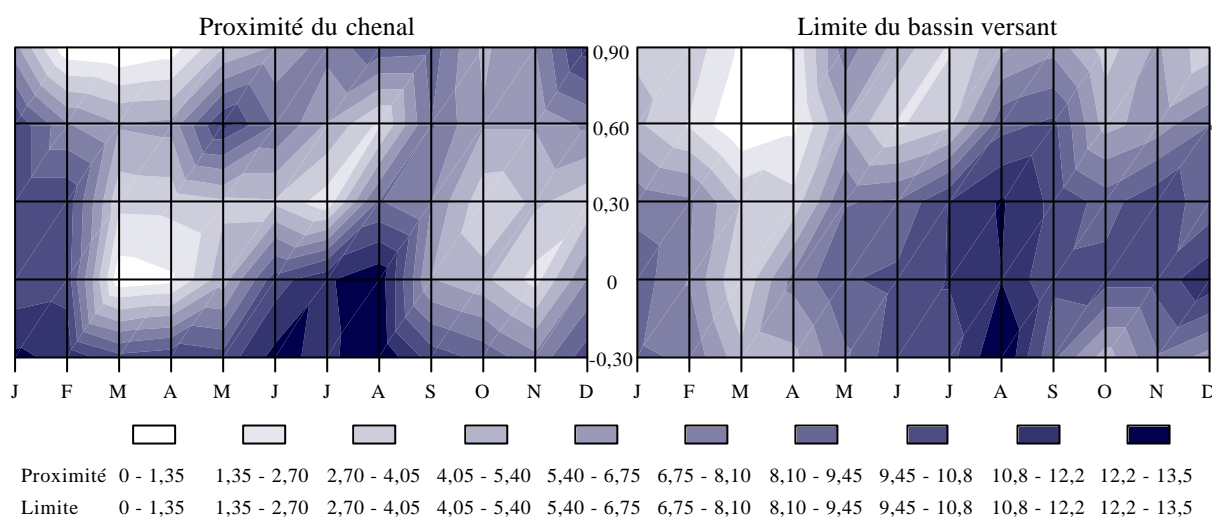 Proximité du chenal
Limite du bassin versant
0,90
0,60
0,30
0
-0,30
J F M A M J J A S O N D
J F M A M J J A S O N D
Proximité 0 - 1,35 1,35 - 2,70 2,70 - 4,05 4,05 - 5,40 5,40 - 6,75 6,75 - 8,10 8,10 - 9,45 9,45 - 10,8 10,8 - 12,2 12,2 - 13,5
Limite 0 - 1,35 1,35 - 2,70 2,70 - 4,05 4,05 - 5,40 5,40 - 6,75 6,75 - 8,10 8,10 - 9,45 9,45 - 10,8 10,8 - 12,2 12,2 - 13,5